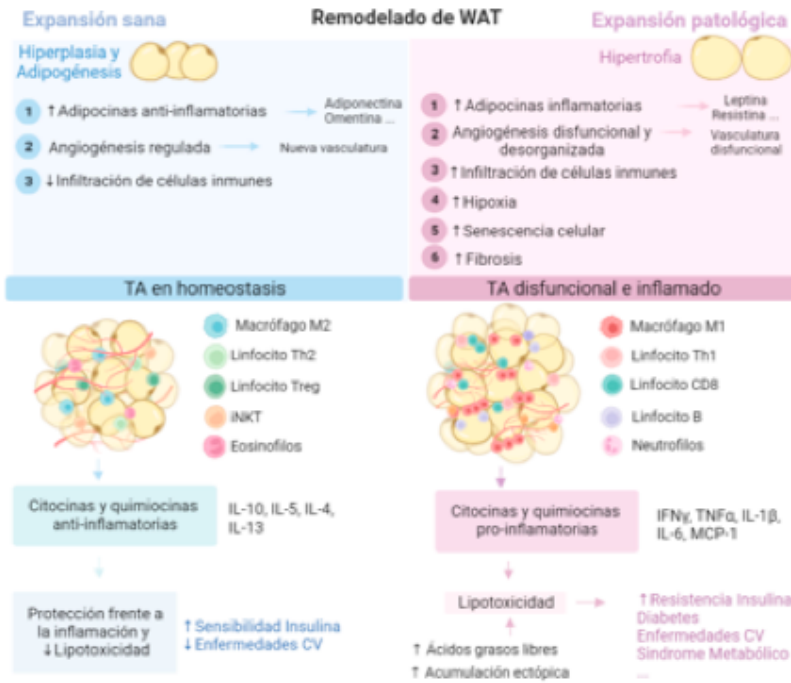 Expansión sana
Remodelado de WAT
Expansión patológica
Hiperplasia y
Adipogénesis
1 ↑ Adipocinas anti-inflamatorias
Adiponectina
Omentina ...
2 Angiogénesis regulada
Nueva vasculatura
3 ↓ Infiltración de células inmunes
Hipertrofia
1 ↑ Adipocinas inflamatorias
Leptina
Resistina ...
2 Angiogénesis disfuncional y
desorganizada
Vasculatura
disfuncional
3 ↑ Infiltración de células inmunes
4 ↑ Hipoxia
5 ↑ Senescencia celular
6 ↑ Fibrosis
TA en homeostasis
Macrófago M2
Linfocito Th2
Linfocito Treg
iNKT
Eosinofilos
Citocinas y quimiocinas
anti-inflamatorias
IL-10, IL-5, IL-4,
IL-13
Protección frente a
la inflamación y
↓ Lipotoxicidad
↑ Sensibilidad Insulina
↓ Enfermedades CV
TA disfuncional e inflamado
Macrófago M1
Linfocito Th1
Linfocito CD8
Linfocito B
Neutrofilos
Citocinas y quimiocinas
pro-inflamatorias
IFNγ, TNFα, IL-1β,
IL-6, MCP-1
Lipotoxicidad
↑ Resistencia Insulina
Diabetes
Enfermedades CV
Sindrome Metabólico
...
↑ Ácidos grasos libres
↑ Acumulación ectópica